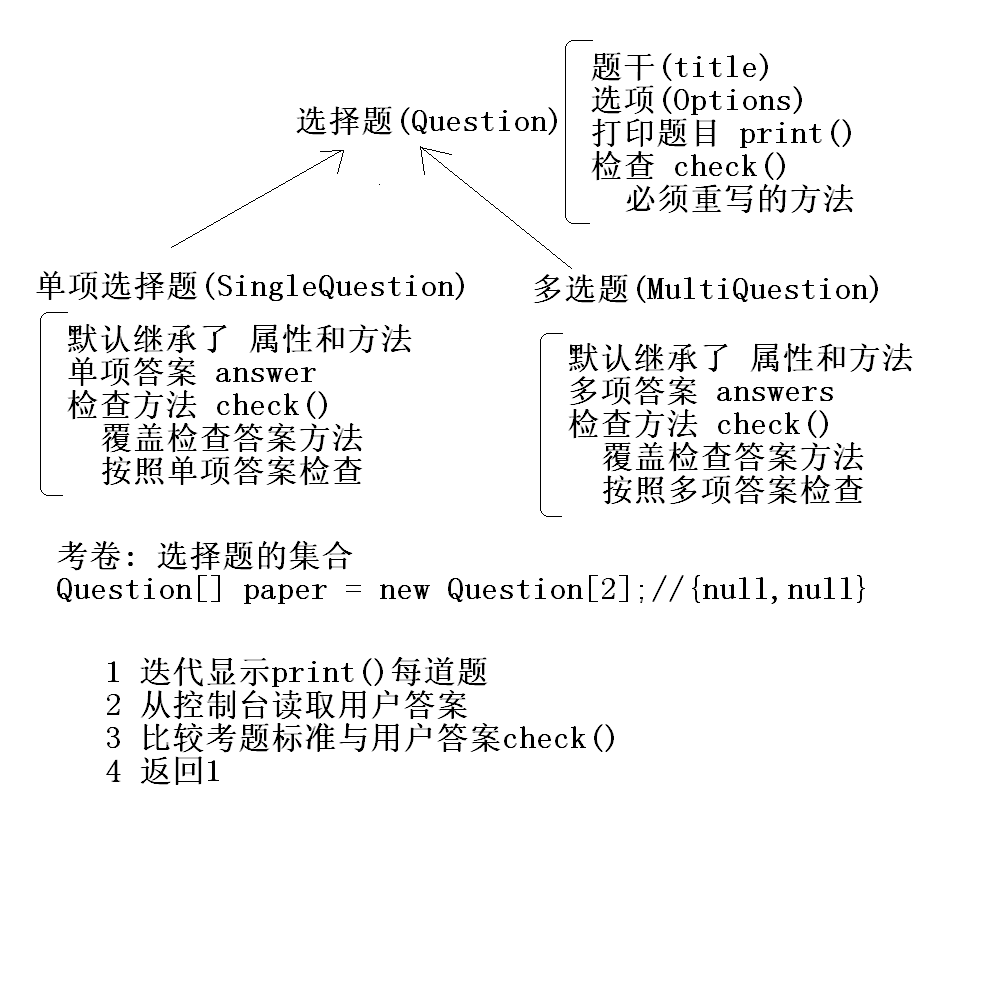 选择题(Question)
题干(title)
选项(Options)
打印题目 print()
检查 check()
必须重写的方法
单项选择题(SingleQuestion)
默认继承了 属性和方法
单项答案 answer
检查方法 check()
覆盖检查答案方法
按照单项答案检查
多选题(MultiQuestion)
默认继承了 属性和方法
多项答案 answers
检查方法 check()
覆盖检查答案方法
按照多项答案检查
考卷: 选择题的集合
Question[] paper = new Question[2];//{null,null}
1 迭代显示print()每道题
2 从控制台读取用户答案
3 比较考题标准与用户答案check()
4 返回1